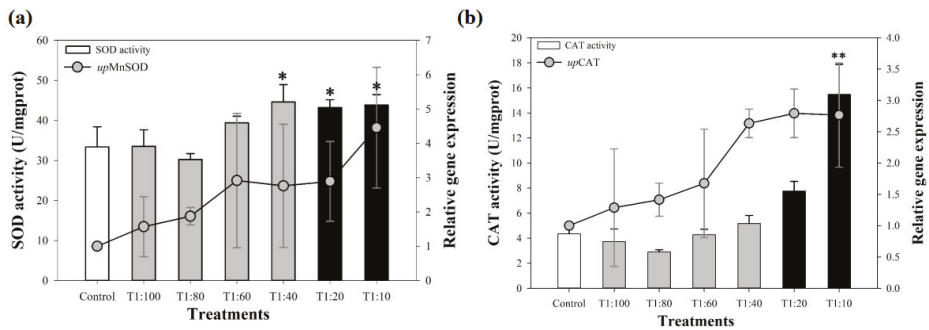 (a)
SOD activity
upMnSOD
SOD activity (U/mgprot)
60
50
40
30
20
10
0
7
6
5
4
3
2
1
0
Relative gene expression
*
*
*
Control T1:100 T1:80 T1:60 T1:40 T1:20 T1:10
Treatments
(b)
CAT activity
upCAT
CAT activity (U/mgprot)
20
18
16
14
12
10
8
6
4
2
0
4.0
3.5
3.0
2.5
2.0
1.5
1.0
0.5
0.0
Relative gene expression
**
Control T1:100 T1:80 T1:60 T1:40 T1:20 T1:10
Treatments